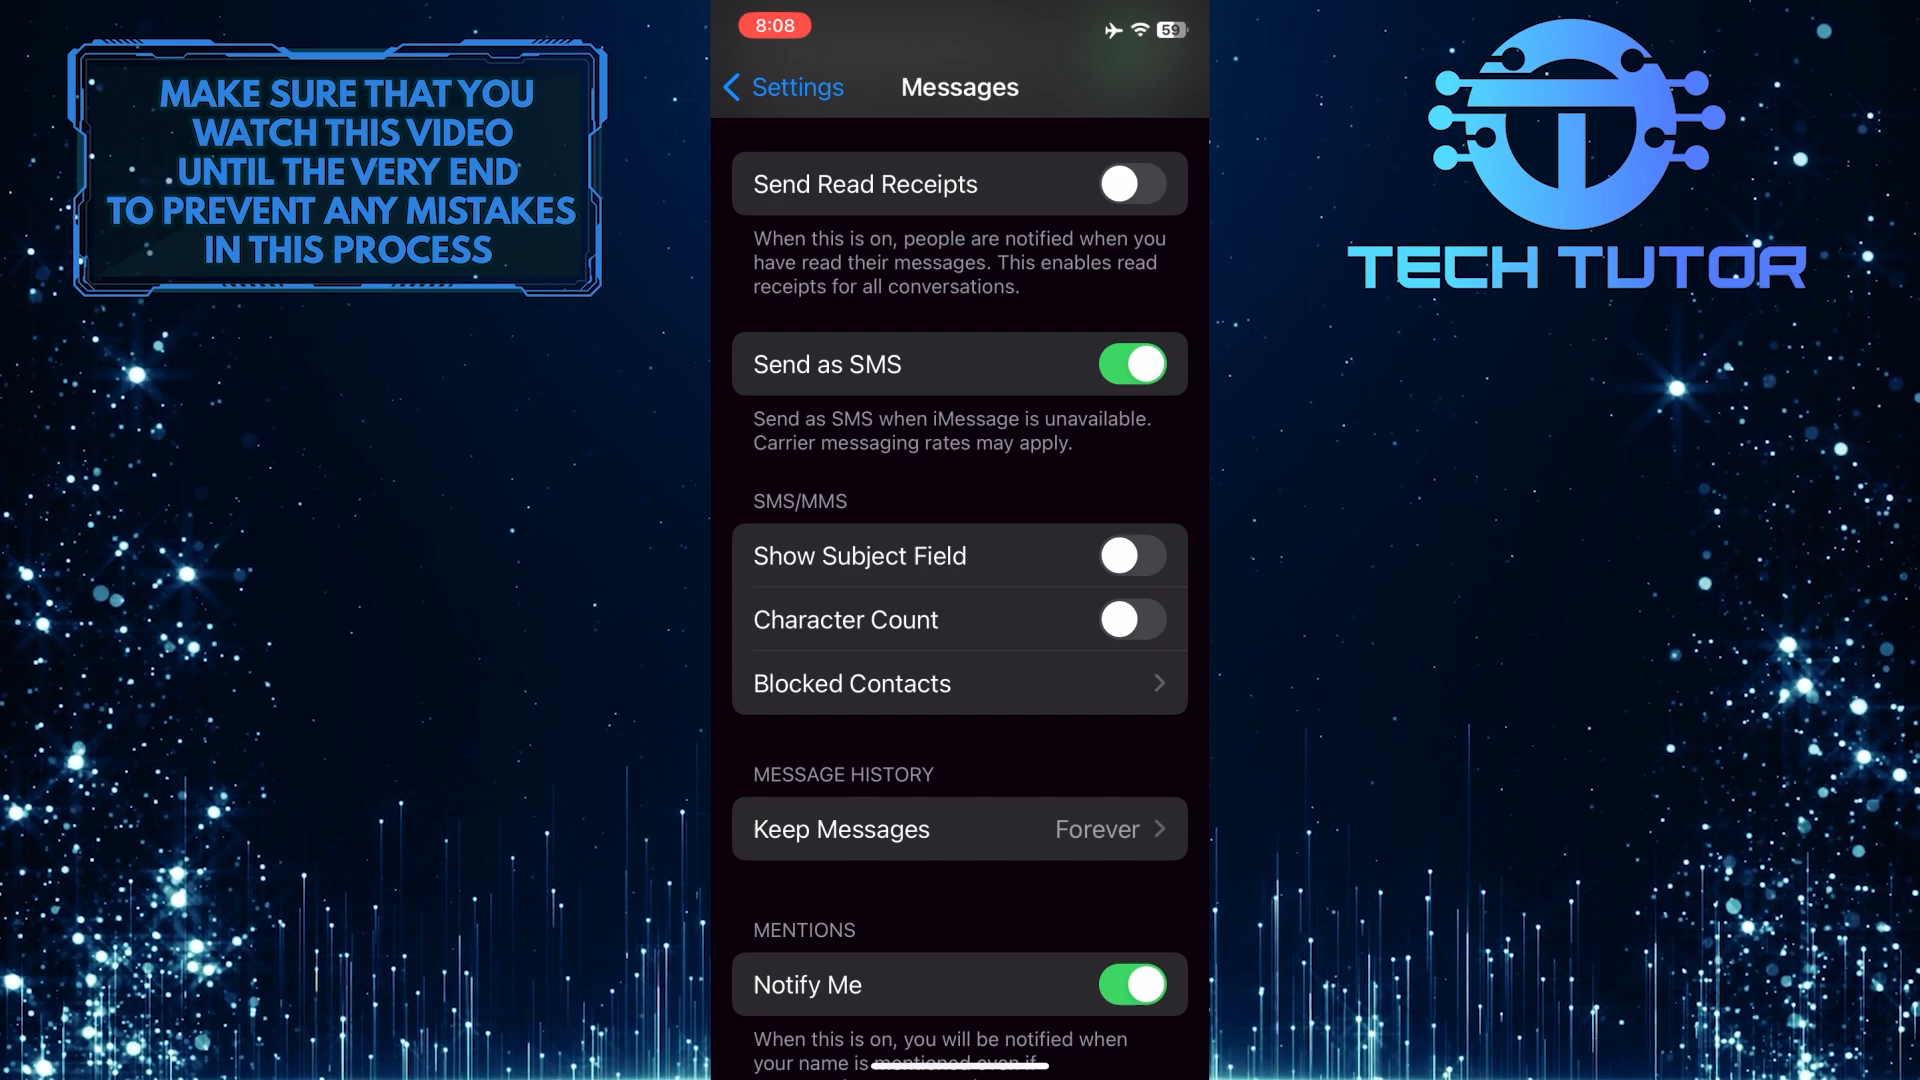 MAKE SURE THAT YOU
WATCH THIS VIDEO
UNTIL THE VERY END
TO PREVENT ANY MISTAKES
IN THIS PROCESS
8:08
59
Settings
Messages
TECH TUTOR
Send Read Receipts
When this is on, people are notified when you
have read their messages. This enables read
receipts for all conversations.
Send as SMS
Send as SMS when iMessage is unavailable.
Carrier messaging rates may apply.
SMS/MMS
Show Subject Field
Character Count
Blocked Contacts
MESSAGE HISTORY
Keep Messages Forever
MENTIONS
Notify Me
When this is on, you will be notified when
your name is mentioned even if